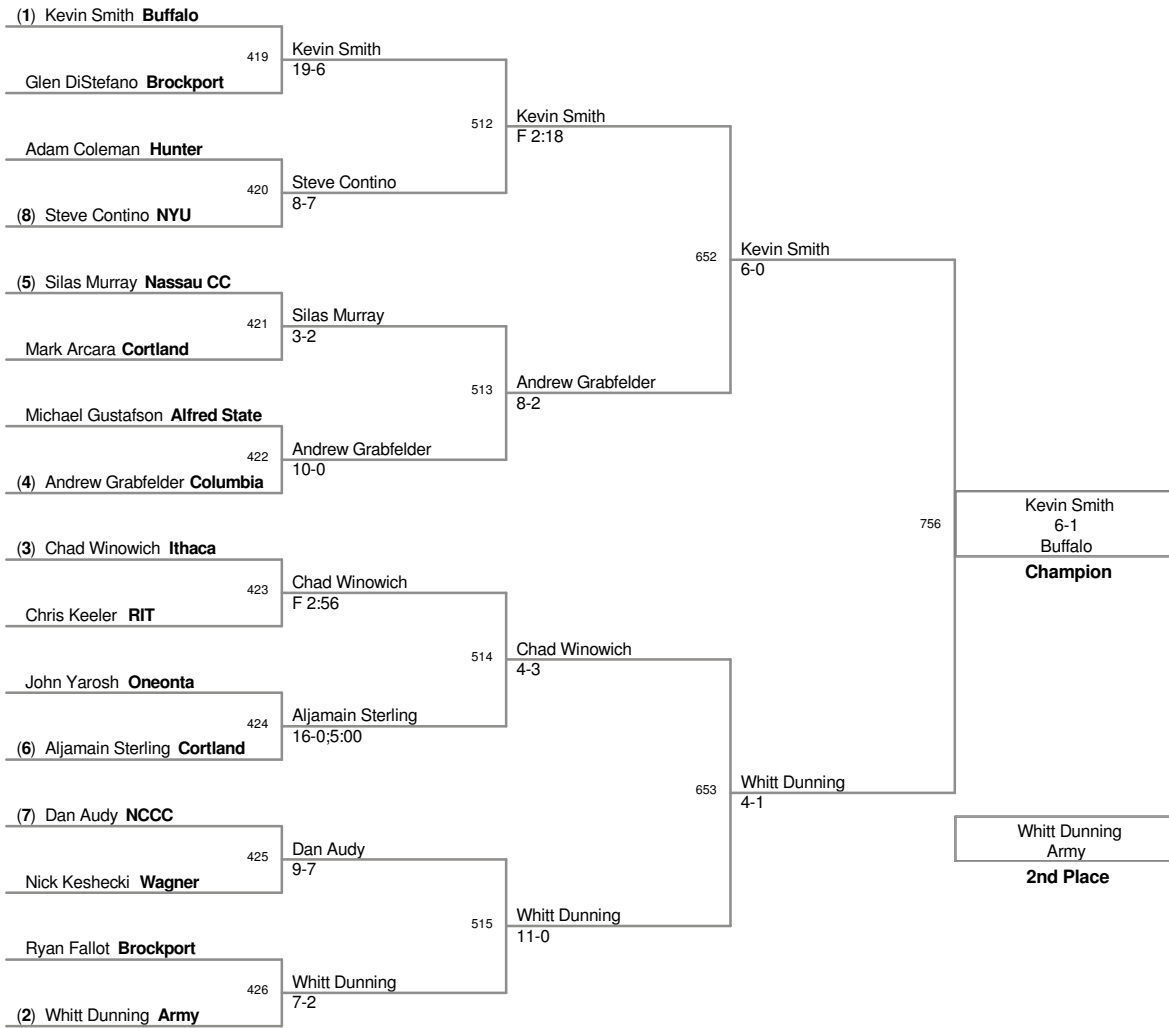 (1) Kevin Smith Buffalo
419
Kevin Smith
19-6
Glen DiStefano Brockport
512
Kevin Smith
F 2:18
Adam Coleman Hunter
420
Steve Contino
8-7
(8) Steve Contino NYU
652
Kevin Smith
6-0
(5) Silas Murray Nassau CC
421
Silas Murray
3-2
Mark Arcara Cortland
513
Andrew Grabfelder
8-2
Michael Gustafson Alfred State
422
Andrew Grabfelder
10-0
(4) Andrew Grabfelder Columbia
756
Kevin Smith
6-1
Buffalo
Champion
(3) Chad Winowich Ithaca
423
Chad Winowich
F 2:56
Chris Keeler RIT
514
Chad Winowich
4-3
John Yarosh Oneonta
424
Aljamain Sterling
16-0;5:00
(6) Aljamain Sterling Cortland
653
Whitt Dunning
4-1
(7) Dan Audy NCCC
425
Dan Audy
9-7
Nick Keshecki Wagner
515
Whitt Dunning
11-0
Ryan Fallot Brockport
426
Whitt Dunning
7-2
(2) Whitt Dunning Army
Whitt Dunning
Army
2nd Place